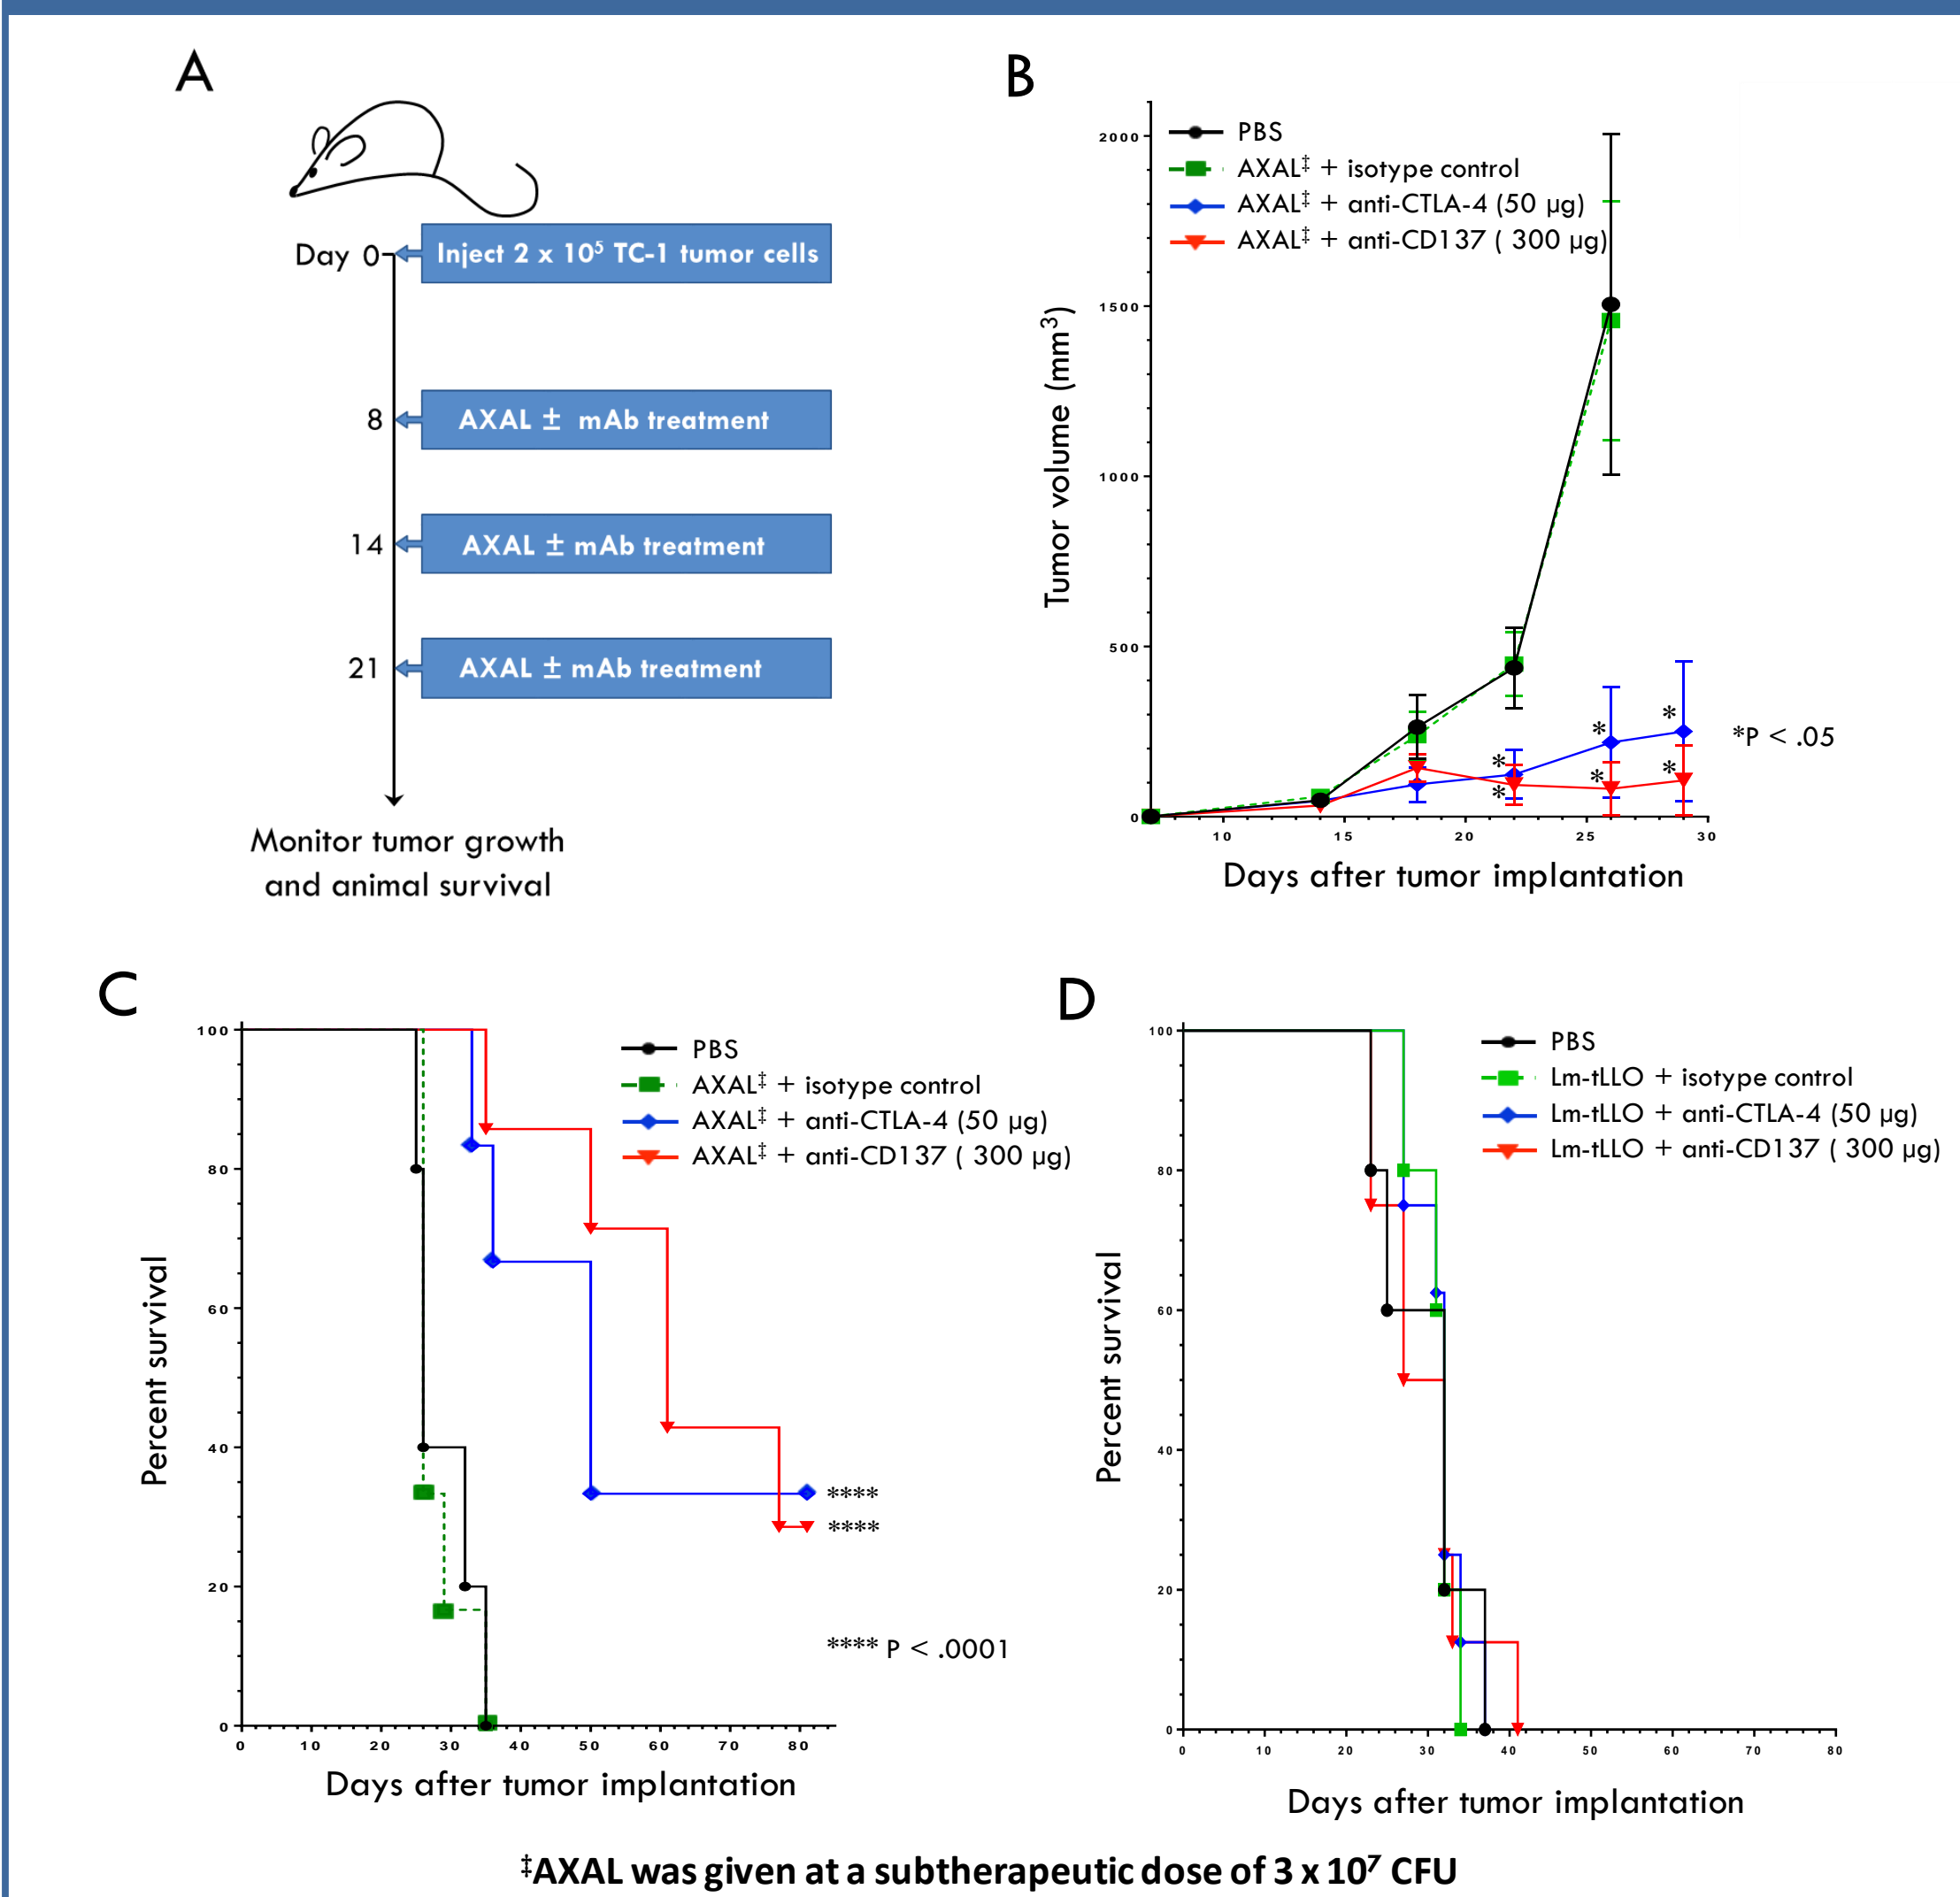 A
Day 0
Inject 2 x 10⁵ TC-1 tumor cells
8
AXAL ± mAb treatment
14
AXAL ± mAb treatment
21
AXAL ± mAb treatment
Monitor tumor growth
and animal survival
B
PBS
AXAL‡ + isotype control
AXAL‡ + anti-CTLA-4 (50 µg)
AXAL‡ + anti-CD137 ( 300 µg)
Tumor volume (mm³)
2000
1500
1000
500
0
*
*
*
*
*
*
*P < .05
10 15 20 25 30
Days after tumor implantation
C
PBS
AXAL‡ + isotype control
AXAL‡ + anti-CTLA-4 (50 µg)
AXAL‡ + anti-CD137 ( 300 µg)
Percent survival
100
80
60
40
20
0
****
****
**** P < .0001
0 10 20 30 40 50 60 70 80
Days after tumor implantation
D
PBS
Lm-tLLO + isotype control
Lm-tLLO + anti-CTLA-4 (50 µg)
Lm-tLLO + anti-CD137 ( 300 µg)
Percent survival
100
80
60
40
20
0
0 10 20 30 40 50 60 70 80
Days after tumor implantation
‡AXAL was given at a subtherapeutic dose of 3 x 10⁷ CFU